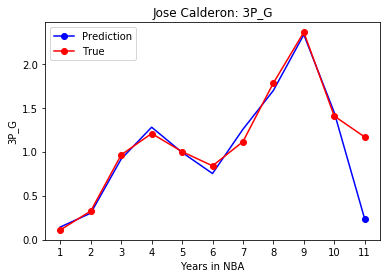 Jose Calderon: 3P_G
Prediction
True
3P_G
2.0
1.5
1.0
0.5
0.0
1 2 3 4 5 6 7 8 9 10 11
Years in NBA